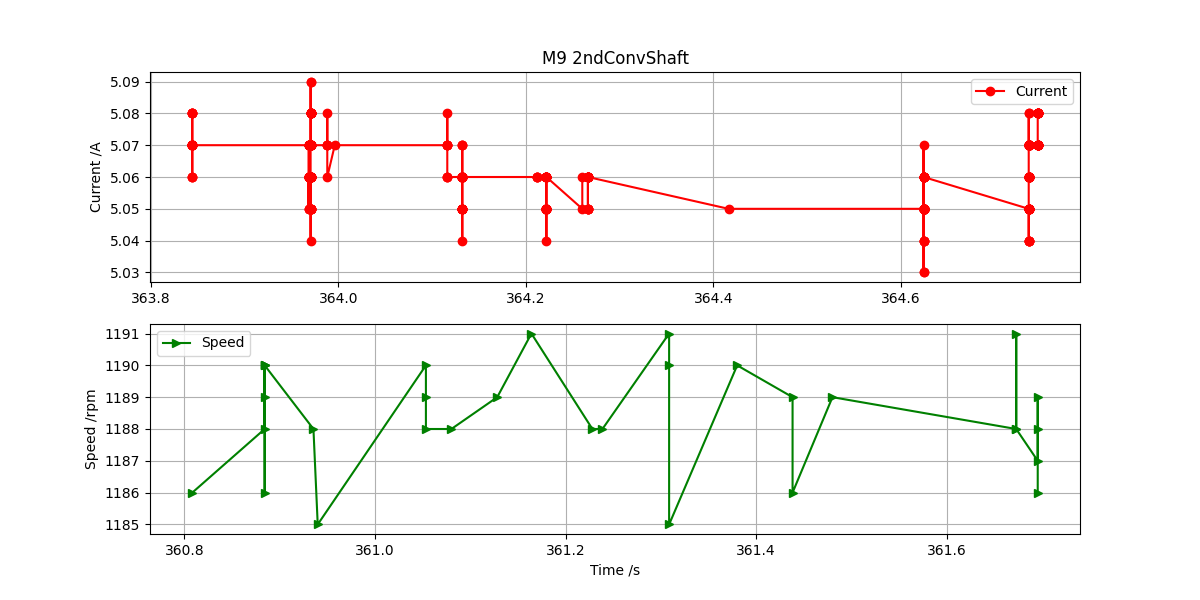 M9 2ndConvShaft
Current /A
5.09
5.08
5.07
5.06
5.05
5.04
5.03
Current
363.8 364.0 364.2 364.4 364.6
Speed /rpm
1191
1190
1189
1188
1187
1186
1185
Speed
360.8 361.0 361.2 361.4 361.6
Time /s